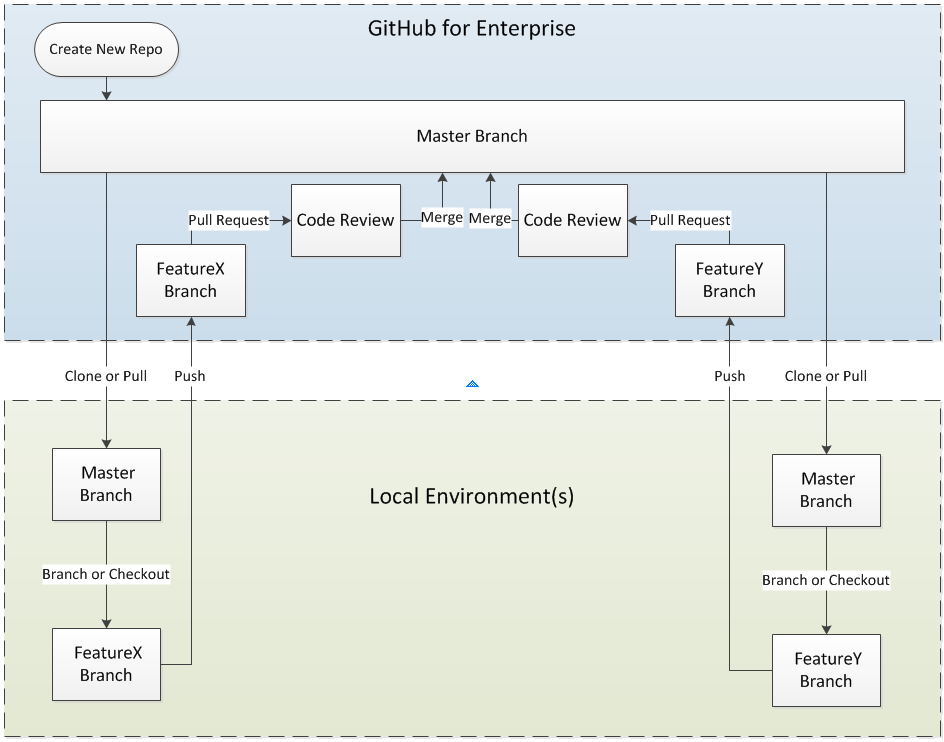 GitHub for Enterprise
Create New Repo
Master Branch
Pull Request
Code Review
Merge
Merge
Code Review
Pull Request
FeatureX
Branch
FeatureY
Branch
Clone or Pull
Push
Push
Clone or Pull
Master
Branch
Local Environment(s)
Master
Branch
Branch or Checkout
Branch or Checkout
FeatureX
Branch
FeatureY
Branch